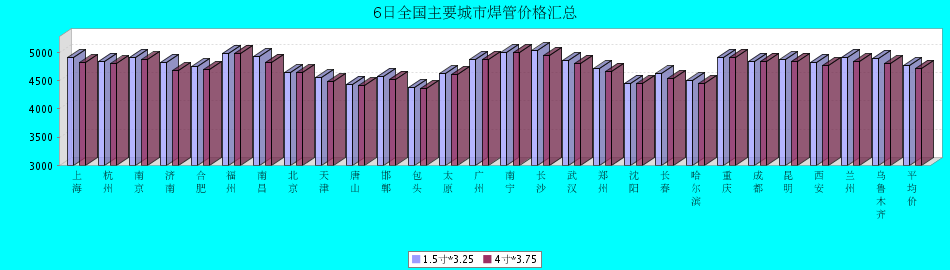 6日全国主要城市焊管价格汇总
5000
4500
4000
3500
3000
上海
杭州
南京
济南
合肥
福州
南昌
北京
天津
唐山
邯郸
包头
太原
广州
南宁
长沙
武汉
郑州
沈阳
长春
哈尔滨
重庆
成都
昆明
西安
兰州
乌鲁木齐
平均价
1.5寸*3.25
4寸*3.75